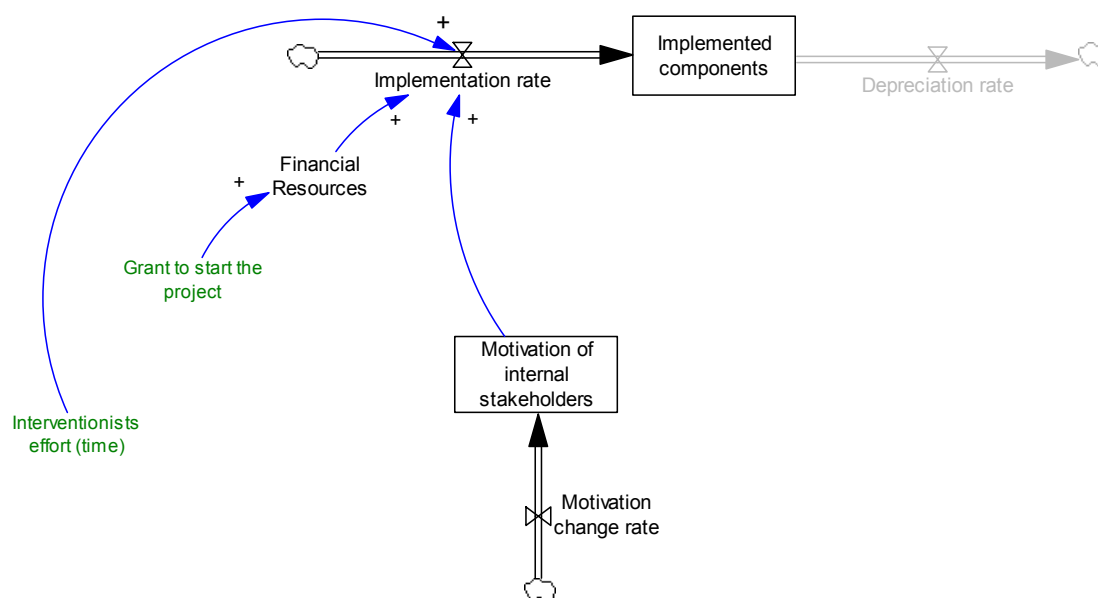 +
Implemented
components
Implementation rate
Depreciation rate
+
+
Financial
Resources
+
Grant to start the
project
Motivation of
internal
stakeholders
Interventionists
effort (time)
Motivation
change rate